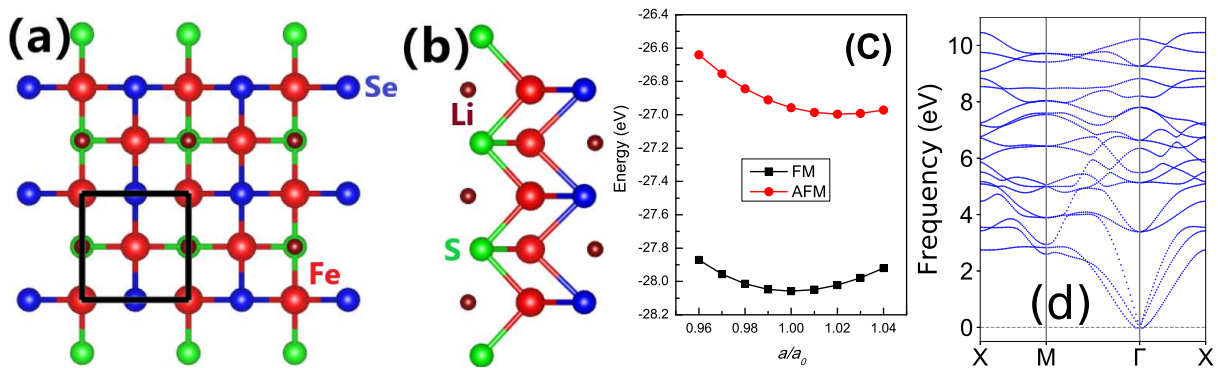 (a)
Se
Fe
(b)
Li
S
(C)
Energy (eV)
-26.4
-26.6
-26.8
-27.0
-27.2
-27.4
-27.6
-27.8
-28.0
-28.2
FM
AFM
0.96 0.98 1.00 1.02 1.04
a/a0
(d)
Frequency (eV)
10
8
6
4
2
0
X M Γ X